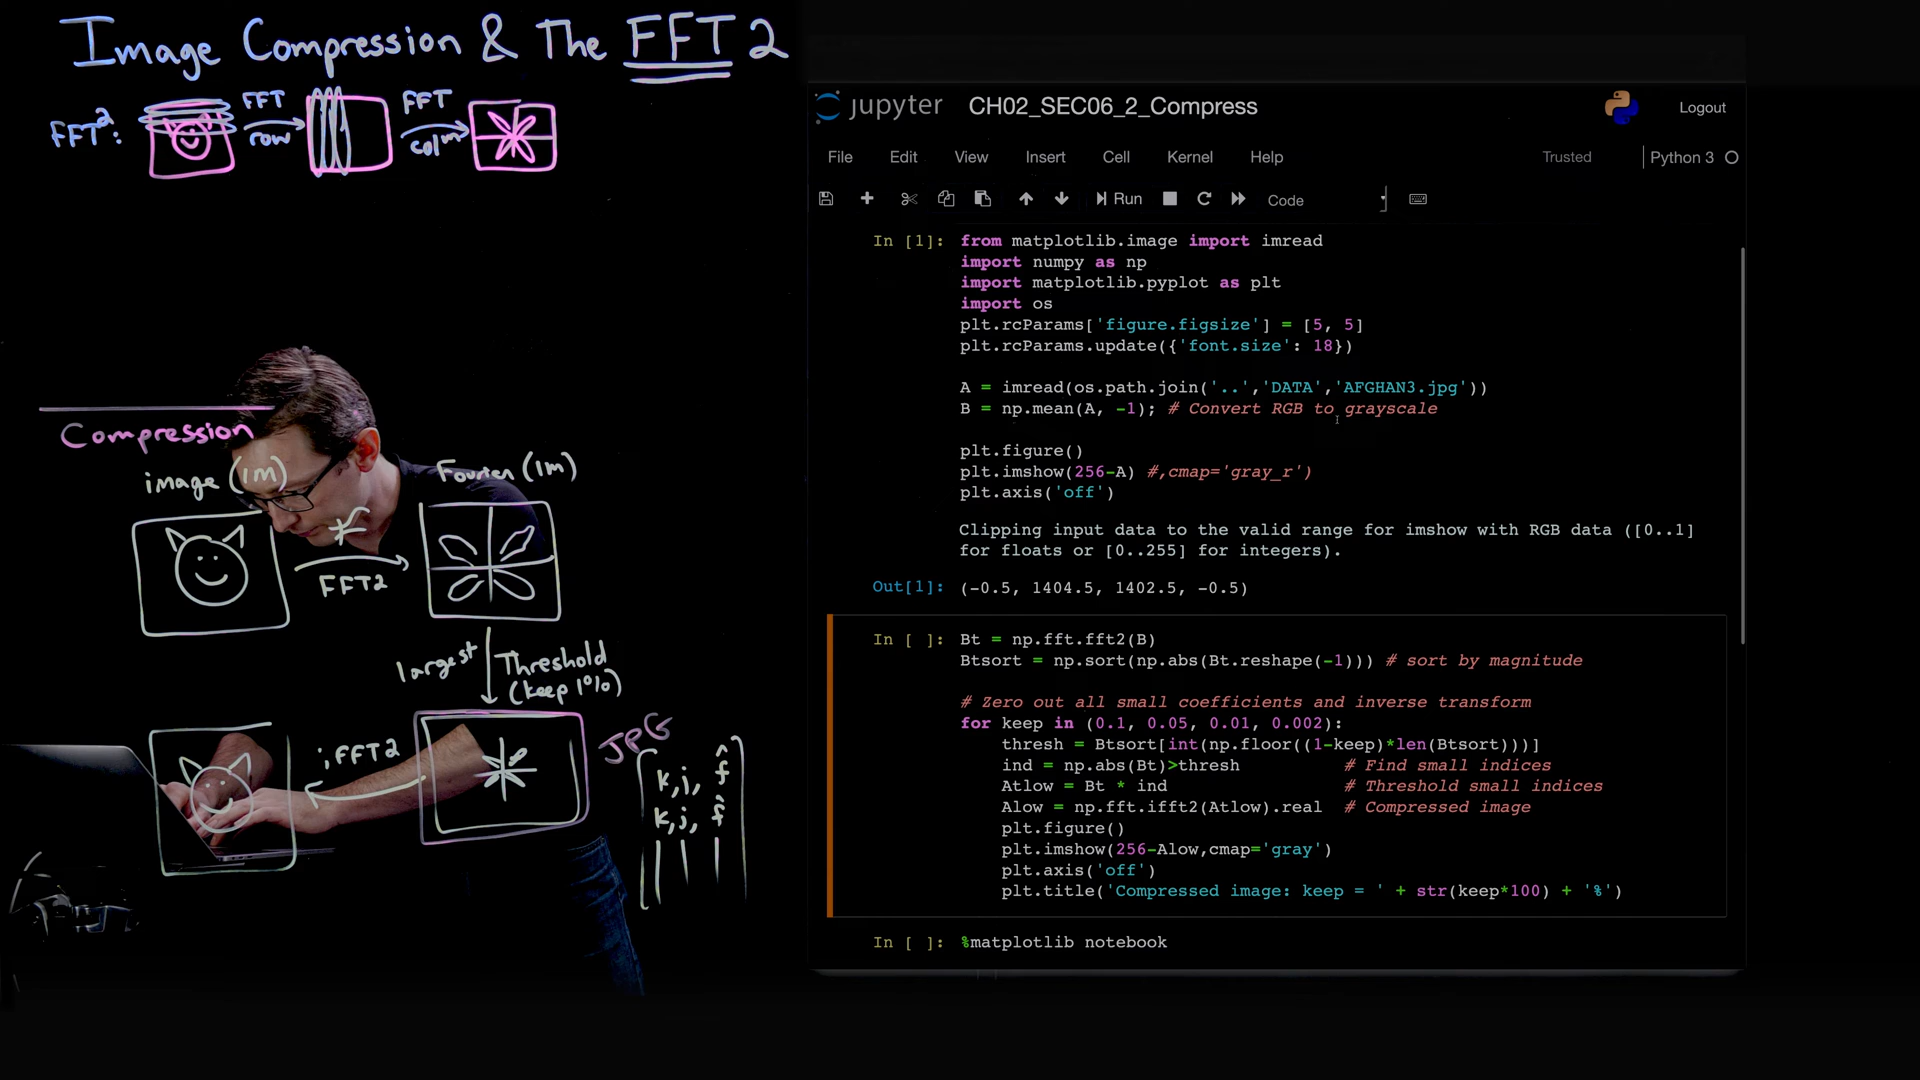 Image Compression & The FFT2
FFT²:
FFT
row
FFT
colm
Compression
image (1M)
FFT2
Fourier (1M)
largest
Threshold
(keep 1%)
JPG
iFFT2
k,j, f̂
k,j, f̂
jupyter CH02_SEC06_2_Compress
Logout
File Edit View Insert Cell Kernel Help
Trusted
Python 3
Run
Code
In [1]: from matplotlib.image import imread
import numpy as np
import matplotlib.pyplot as plt
import os
plt.rcParams['figure.figsize'] = [5, 5]
plt.rcParams.update({'font.size': 18})
A = imread(os.path.join('..','DATA','AFGHAN3.jpg'))
B = np.mean(A, -1); # Convert RGB to grayscale
plt.figure()
plt.imshow(256-A) #,cmap='gray_r')
plt.axis('off')
Clipping input data to the valid range for imshow with RGB data ([0..1]
for floats or [0..255] for integers).
Out[1]: (-0.5, 1404.5, 1402.5, -0.5)
In [ ]: Bt = np.fft.fft2(B)
Btsort = np.sort(np.abs(Bt.reshape(-1))) # sort by magnitude
# Zero out all small coefficients and inverse transform
for keep in (0.1, 0.05, 0.01, 0.002):
thresh = Btsort[int(np.floor((1-keep)*len(Btsort)))]
ind = np.abs(Bt)>thresh # Find small indices
Atlow = Bt * ind # Threshold small indices
Alow = np.fft.ifft2(Atlow).real # Compressed image
plt.figure()
plt.imshow(256-Alow,cmap='gray')
plt.axis('off')
plt.title('Compressed image: keep = ' + str(keep*100) + '%')
In [ ]: %matplotlib notebook